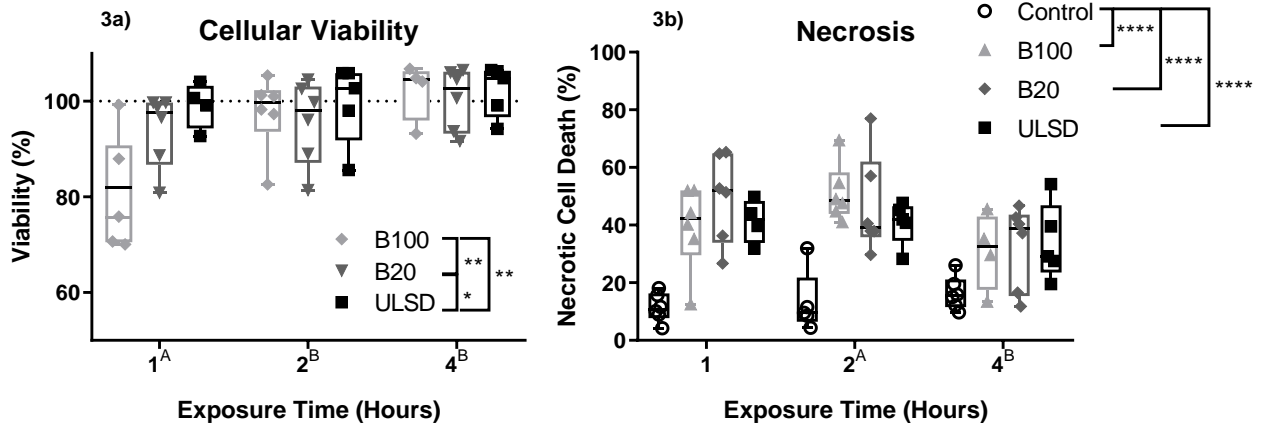 3a)
Cellular Viability
Viability (%)
100
80
60
B100
B20
ULSD
**
*
**
1A
2B
4B
Exposure Time (Hours)
3b)
Necrosis
Necrotic Cell Death (%)
100
80
60
40
20
0
Control
B100
B20
ULSD
****
****
****
1
2A
4B
Exposure Time (Hours)